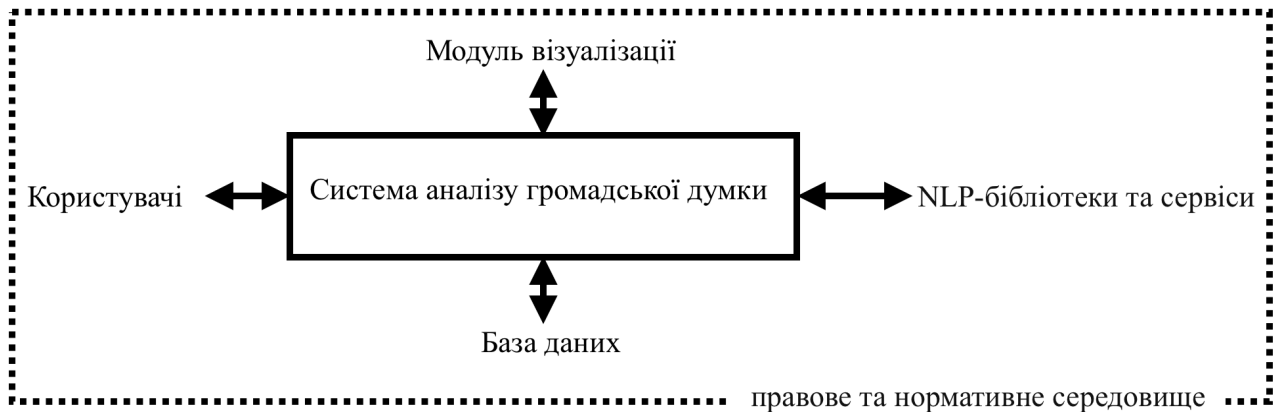 Модуль візуалізації
Користувачі
Система аналізу громадської думки
NLP-бібліотеки та сервіси
База даних
правове та нормативне середовище